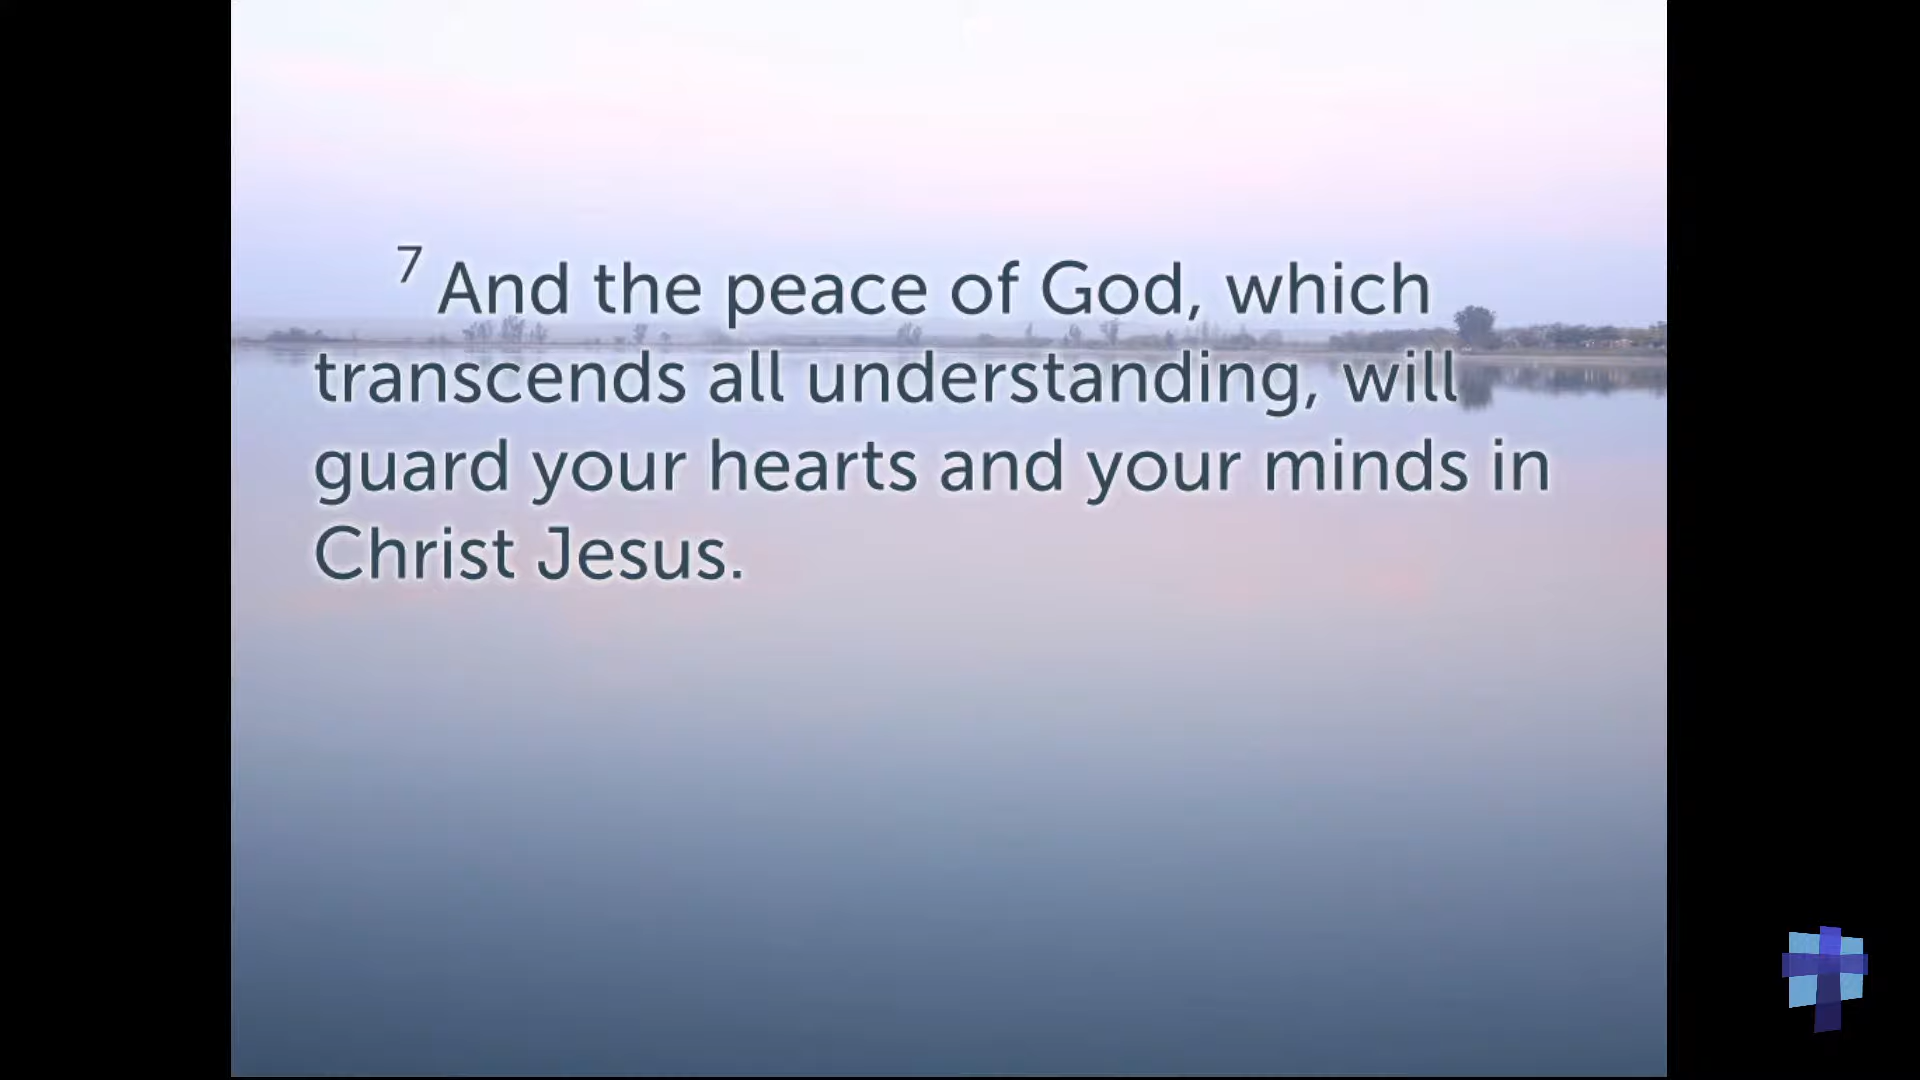 7 And the peace of God, which
transcends all understanding, will
guard your hearts and your minds in
Christ Jesus.